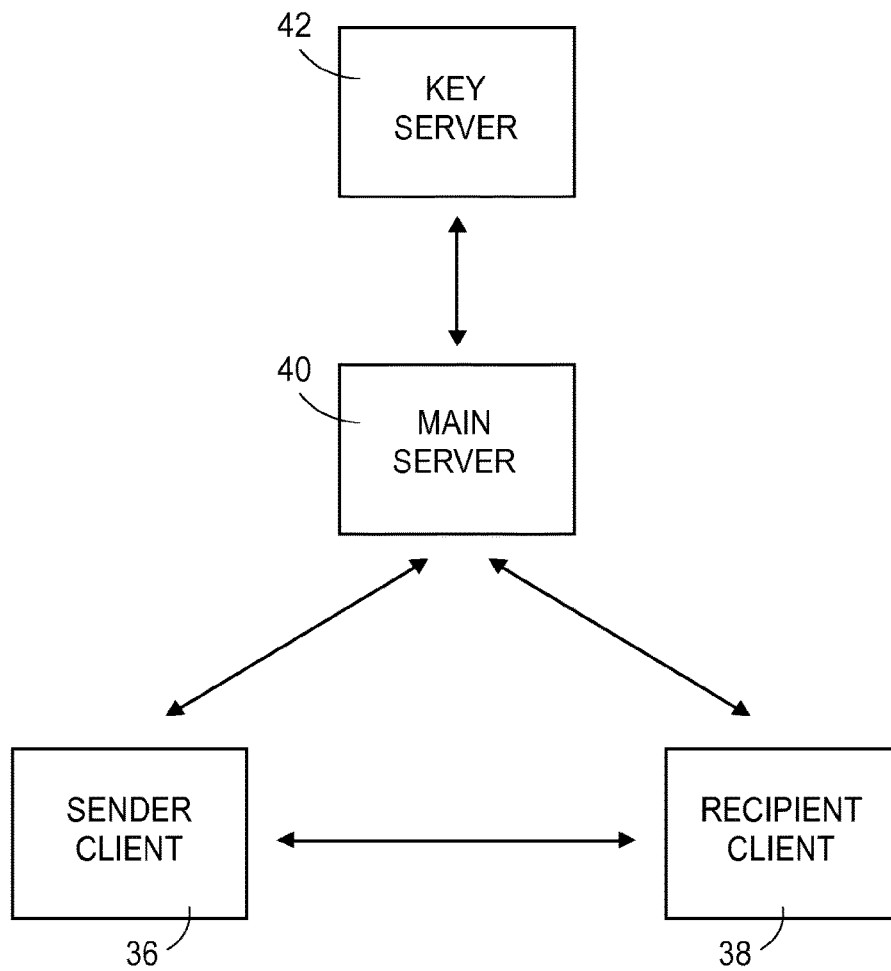 42
KEY
SERVER
40
MAIN
SERVER
SENDER
CLIENT
RECIPIENT
CLIENT
36
38